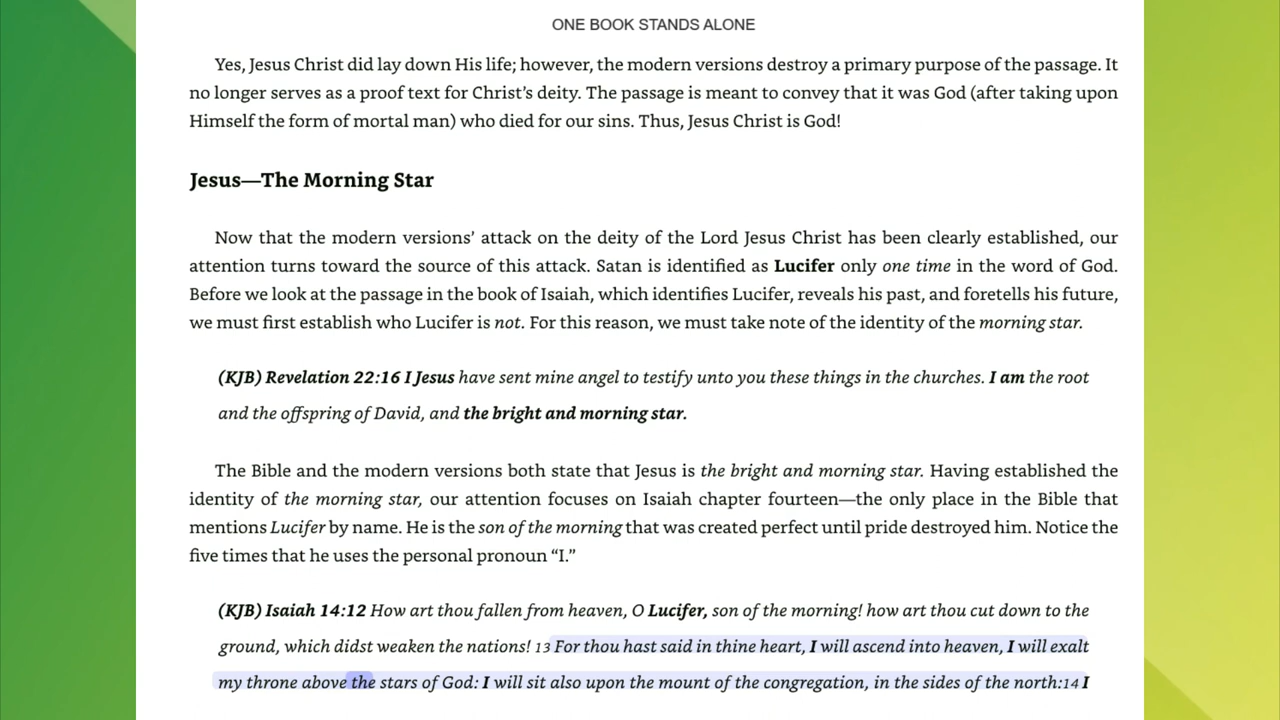 ONE BOOK STANDS ALONE
Yes, Jesus Christ did lay down His life; however, the modern versions destroy a primary purpose of the passage. It
no longer serves as a proof text for Christ’s deity. The passage is meant to convey that it was God (after taking upon
Himself the form of mortal man) who died for our sins. Thus, Jesus Christ is God!
Jesus—The Morning Star
Now that the modern versions’ attack on the deity of the Lord Jesus Christ has been clearly established, our
attention turns toward the source of this attack. Satan is identified as Lucifer only one time in the word of God.
Before we look at the passage in the book of Isaiah, which identifies Lucifer, reveals his past, and foretells his future,
we must first establish who Lucifer is not. For this reason, we must take note of the identity of the morning star.
(KJB) Revelation 22:16 I Jesus have sent mine angel to testify unto you these things in the churches. I am the root
and the offspring of David, and the bright and morning star.
The Bible and the modern versions both state that Jesus is the bright and morning star. Having established the
identity of the morning star, our attention focuses on Isaiah chapter fourteen—the only place in the Bible that
mentions Lucifer by name. He is the son of the morning that was created perfect until pride destroyed him. Notice the
five times that he uses the personal pronoun “I.”
(KJB) Isaiah 14:12 How art thou fallen from heaven, O Lucifer, son of the morning! how art thou cut down to the
ground, which didst weaken the nations! 13 For thou hast said in thine heart, I will ascend into heaven, I will exalt
my throne above the stars of God: I will sit also upon the mount of the congregation, in the sides of the north:14 I